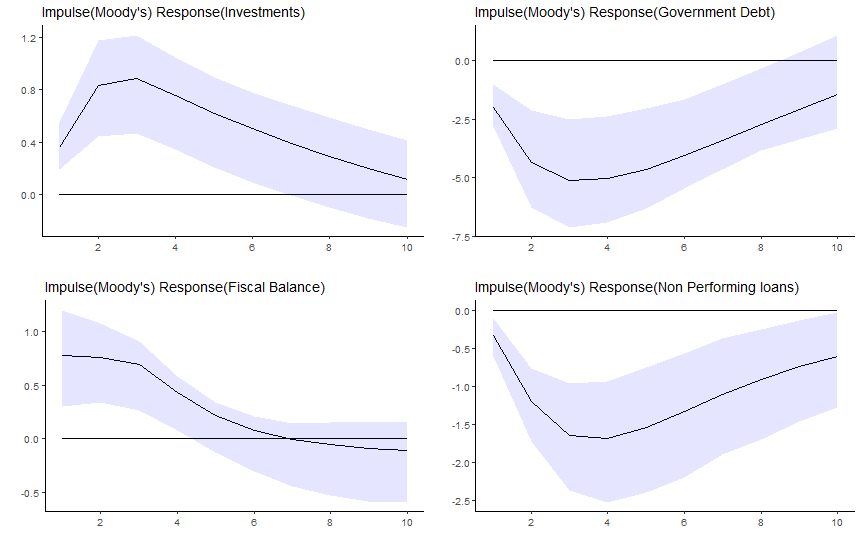 Impulse(Moody's) Response(Investments)
1.2
0.8
0.4
0.0
2 4 6 8 10
Impulse(Moody's) Response(Government Debt)
0.0
-2.5
-5.0
-7.5
2 4 6 8 10
Impulse(Moody's) Response(Fiscal Balance)
1.0
0.5
0.0
-0.5
2 4 6 8 10
Impulse(Moody's) Response(Non Performing loans)
0.0
-0.5
-1.0
-1.5
-2.0
-2.5
2 4 6 8 10